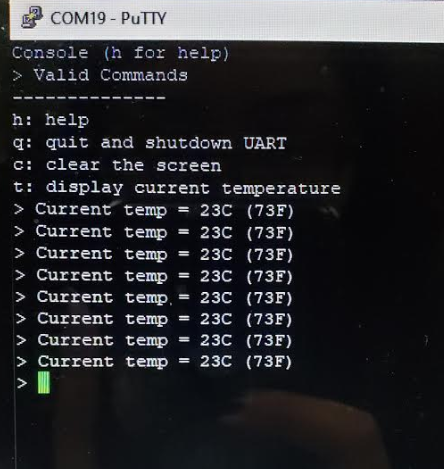 COM19 - PuTTY
Console (h for help)
> Valid Commands
--------------
h: help
q: quit and shutdown UART
c: clear the screen
t: display current temperature
> Current temp = 23C (73F)
> Current temp = 23C (73F)
> Current temp = 23C (73F)
> Current temp = 23C (73F)
> Current temp = 23C (73F)
> Current temp = 23C (73F)
> Current temp = 23C (73F)
> Current temp = 23C (73F)
>